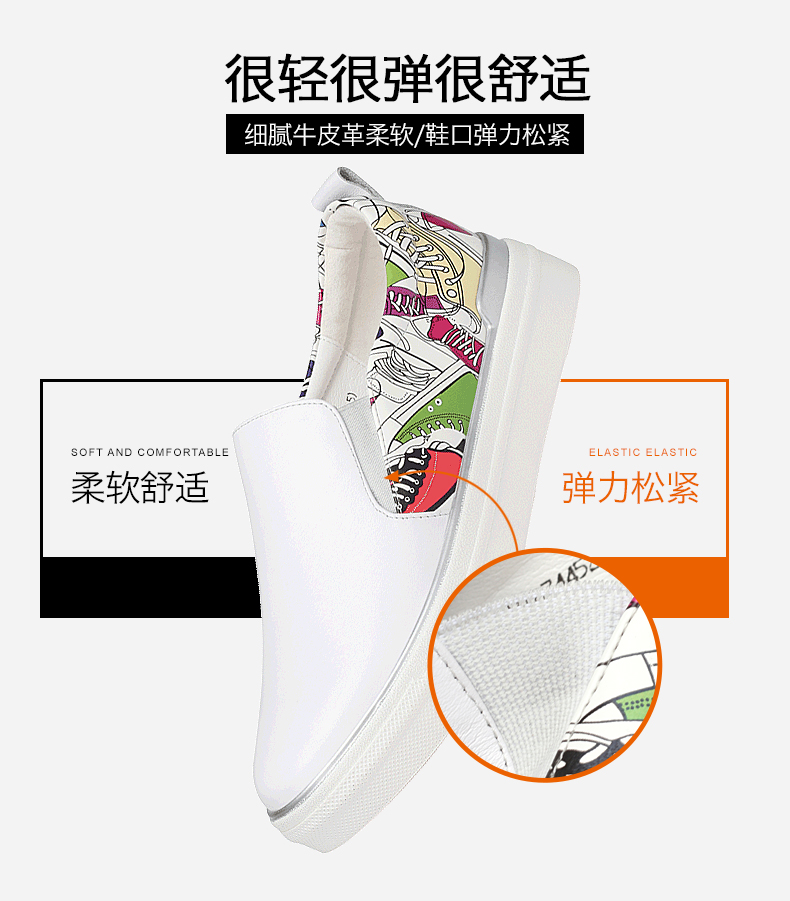 很轻很弹很舒适
细腻牛皮革柔软/鞋口弹力松紧
SOFT AND COMFORTABLE
柔软舒适
ELASTIC ELASTIC
弹力松紧